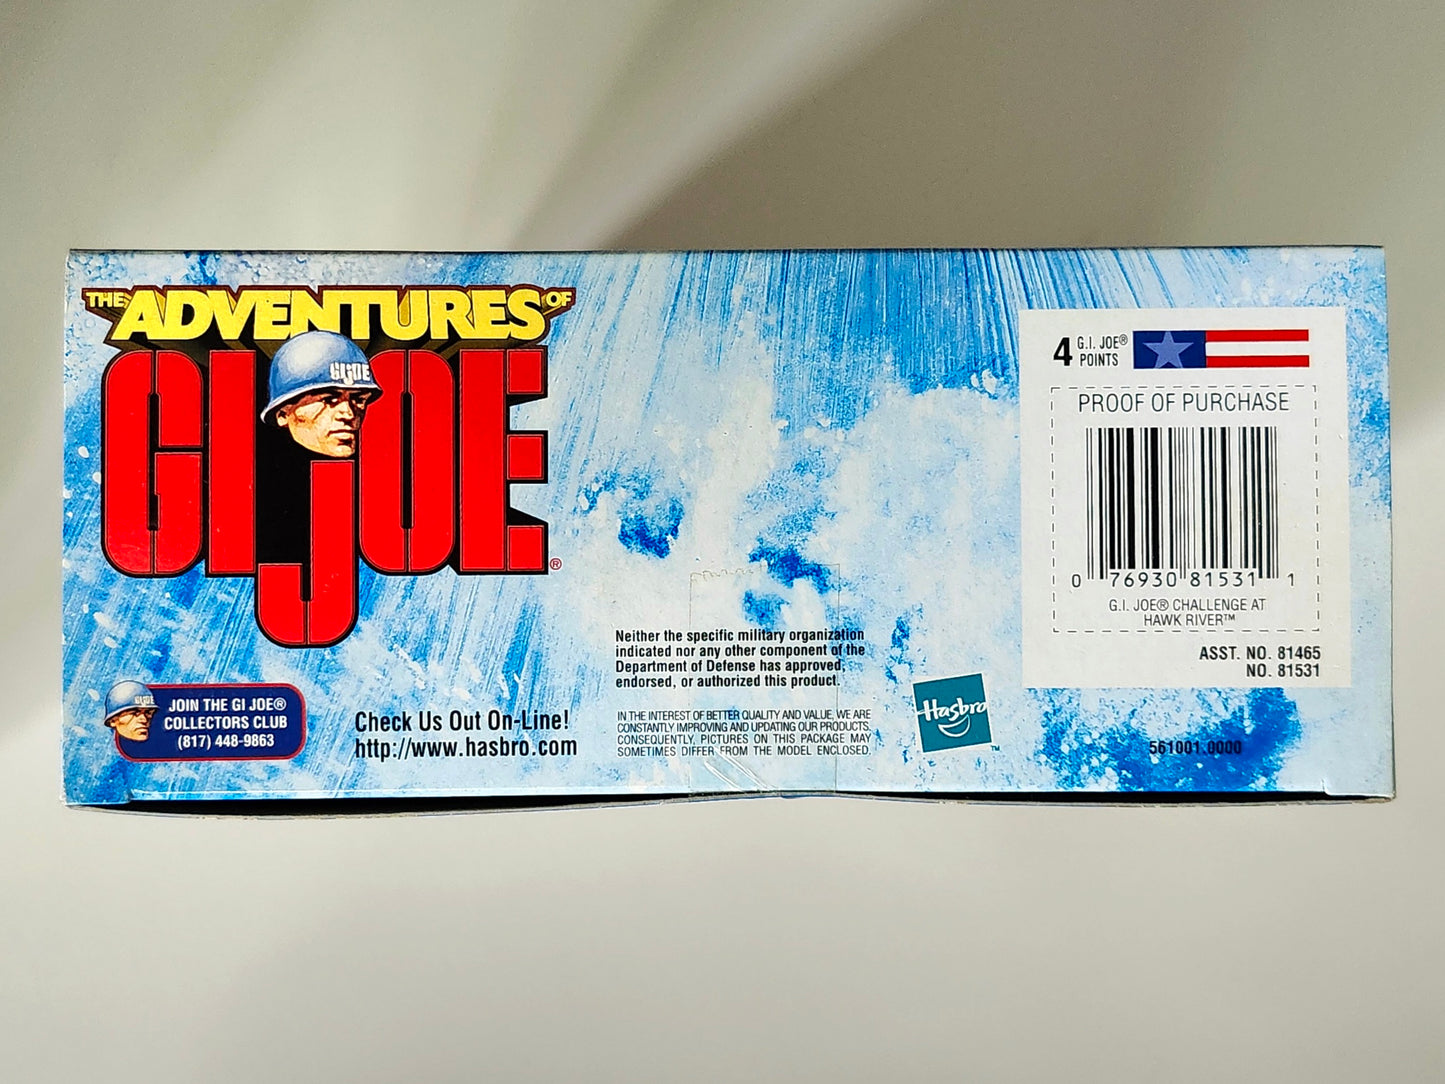 THE ADVENTURES OF
GI JOE
GIJOE
®
GIJOE
JOIN THE GI JOE®
COLLECTORS CLUB
(817) 448-9863
Check Us Out On-Line!
http://www.hasbro.com
Neither the specific military organization
indicated nor any other component of the
Department of Defense has approved,
endorsed, or authorized this product.
IN THE INTEREST OF BETTER QUALITY AND VALUE, WE ARE
CONSTANTLY IMPROVING AND UPDATING OUR PRODUCTS.
CONSEQUENTLY, PICTURES ON THIS PACKAGE MAY
SOMETIMES DIFFER FROM THE MODEL ENCLOSED.
Hasbro
™
4 G.I. JOE®
POINTS
PROOF OF PURCHASE
0 76930 81531 1
G.I. JOE® CHALLENGE AT
HAWK RIVER™
ASST. NO. 81465
NO. 81531
561001.0000